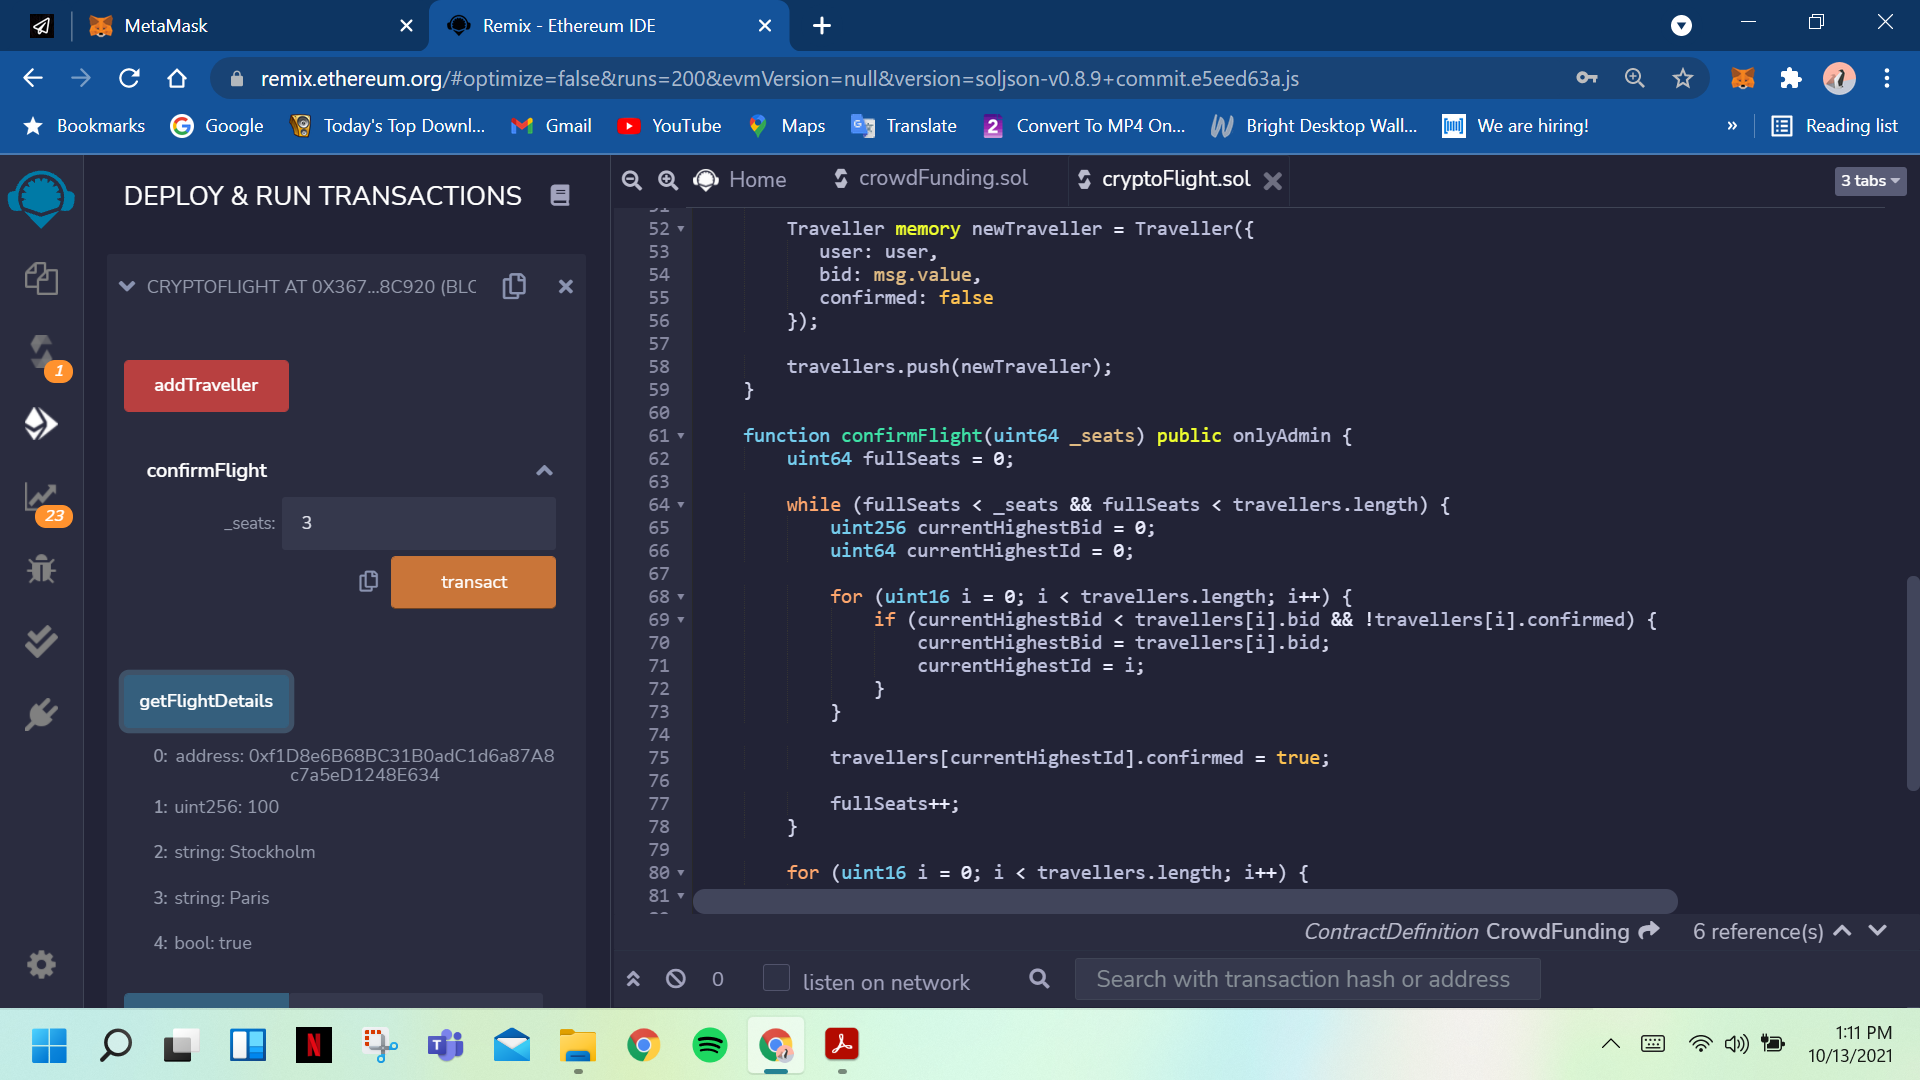 MetaMask
Remix - Ethereum IDE
remix.ethereum.org/#optimize=false&runs=200&evmVersion=null&version=soljson-v0.8.9+commit.e5eed63a.js
Bookmarks Google Today's Top Downl... Gmail YouTube Maps Translate Convert To MP4 On... Bright Desktop Wall... We are hiring! » Reading list
DEPLOY & RUN TRANSACTIONS
CRYPTOFLIGHT AT 0X367...8C920 (BLC
addTraveller
confirmFlight
_seats: 3
transact
getFlightDetails
0: address: 0xf1D8e6B68BC31B0adC1d6a87A8
c7a5eD1248E634
1: uint256: 100
2: string: Stockholm
3: string: Paris
4: bool: true
1
23
Home crowdFunding.sol cryptoFlight.sol 3 tabs
51
52 Traveller memory newTraveller = Traveller({
53 user: user,
54 bid: msg.value,
55 confirmed: false
56 });
57
58 travellers.push(newTraveller);
59 }
60
61 function confirmFlight(uint64 _seats) public onlyAdmin {
62 uint64 fullSeats = 0;
63
64 while (fullSeats < _seats && fullSeats < travellers.length) {
65 uint256 currentHighestBid = 0;
66 uint64 currentHighestId = 0;
67
68 for (uint16 i = 0; i < travellers.length; i++) {
69 if (currentHighestBid < travellers[i].bid && !travellers[i].confirmed) {
70 currentHighestBid = travellers[i].bid;
71 currentHighestId = i;
72 }
73 }
74
75 travellers[currentHighestId].confirmed = true;
76
77 fullSeats++;
78 }
79
80 for (uint16 i = 0; i < travellers.length; i++) {
81
ContractDefinition CrowdFunding 6 reference(s)
0 listen on network Search with transaction hash or address
1:11 PM
10/13/2021